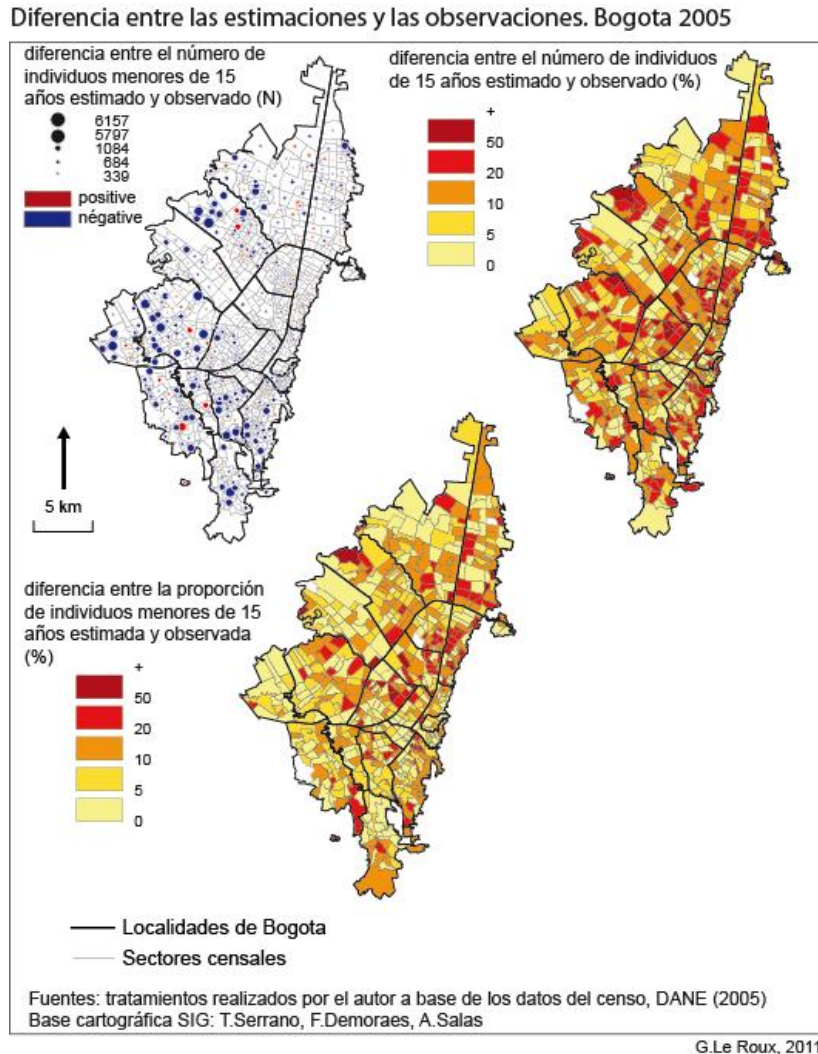 Diferencia entre las estimaciones y las observaciones. Bogota 2005
diferencia entre el número de
individuos menores de 15
años estimado y observado (N)
6157
5797
1084
684
339
positive
négative
diferencia entre el número de individuos
de 15 años estimado y observado (%)
+
50
20
10
5
0
5 km
diferencia entre la proporción
de individuos menores de 15
años estimada y observada
(%)
+
50
20
10
5
0
Localidades de Bogota
Sectores censales
Fuentes: tratamientos realizados por el autor a base de los datos del censo, DANE (2005)
Base cartográfica SIG: T.Serrano, F.Demoraes, A.Salas
G.Le Roux, 2011